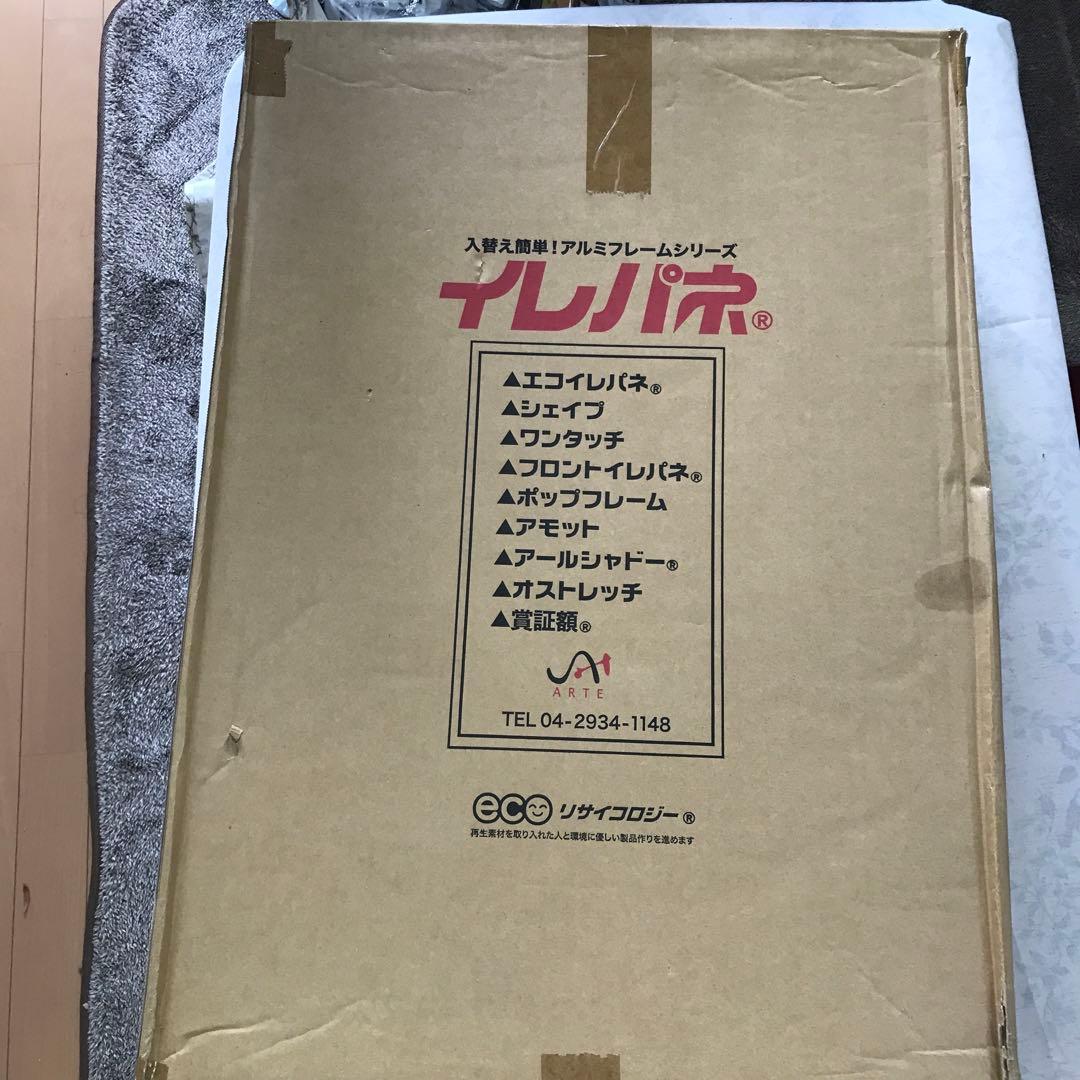 入替え簡単!アルミフレームシリーズ
イレパネ®
▲エコイレパネ®
▲シェイプ
▲ワンタッチ
▲フロントイレパネ®
▲ポップフレーム
▲アモット
▲アールシャドー®
▲オストレッチ
▲賞証額®
ARTE
TEL 04-2934-1148
eco リサイコロジー®
再生素材を取り入れた人と環境に優しい製品作りを進めます